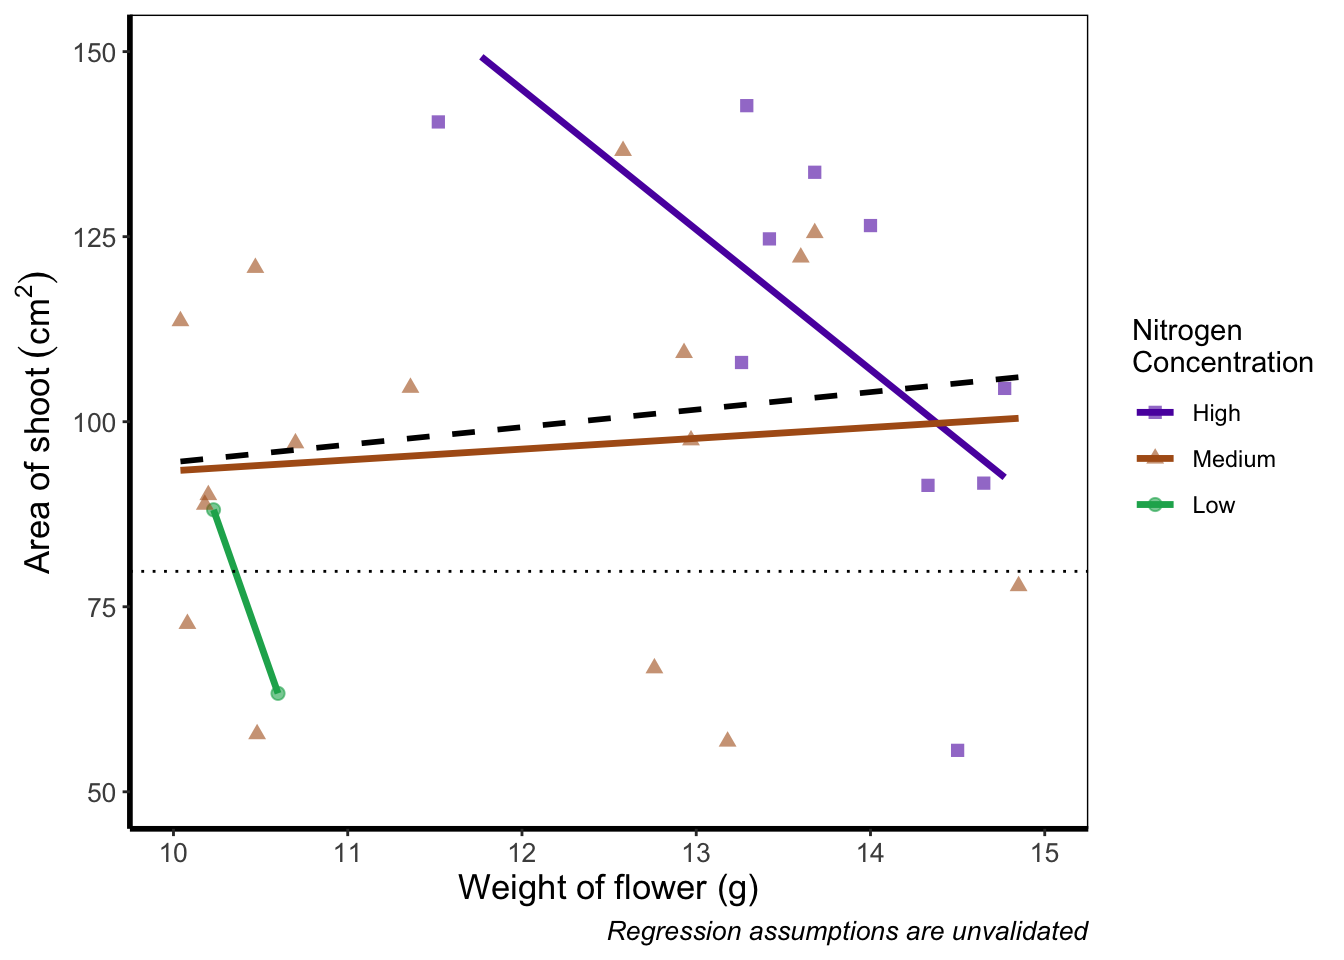 150
125
100
75
50
Area of shoot (cm²)
10 11 12 13 14 15
Weight of flower (g)
Regression assumptions are unvalidated
Nitrogen
Concentration
High
Medium
Low